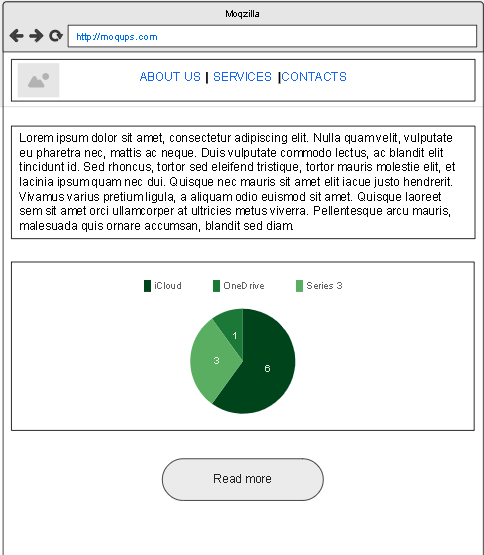 Moqzilla
http://moqups.com
ABOUT US | SERVICES | CONTACTS
Lorem ipsum dolor sit amet, consectetur adipiscing elit. Nulla quam velit, vulputate
eu pharetra nec, mattis ac neque. Duis vulputate commodo lectus, ac blandit elit
tincidunt id. Sed rhoncus, tortor sed eleifend tristique, tortor mauris molestie elit, et
lacinia ipsum quam nec dui. Quisque nec mauris sit amet elit iacue justo hendrerit.
Vivamus varius pretium ligula, a aliquam odio euismod sit amet. Quisque laoreet
sem sit amet orci ullamcorper at ultricies metus viverra. Pellentesque arcu mauris,
malesuada quis ornare accumsan, blandit sed diam.
iCloud OneDrive Series 3
1
3
6
Read more